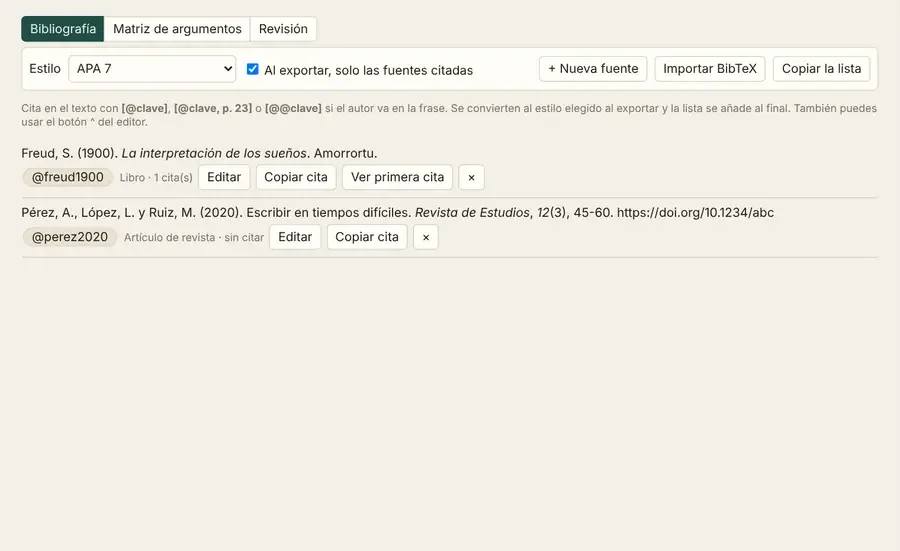 Bibliografía Matriz de argumentos Revisión
Estilo APA 7 Al exportar, solo las fuentes citadas + Nueva fuente Importar BibTeX Copiar la lista
Cita en el texto con [@clave], [@clave, p. 23] o [@@clave] si el autor va en la frase. Se convierten al estilo elegido al exportar y la lista se añade al final. También puedes
usar el botón ^ del editor.
Freud, S. (1900). La interpretación de los sueños. Amorrortu.
@freud1900 Libro · 1 cita(s) Editar Copiar cita Ver primera cita ×
Pérez, A., López, L. y Ruiz, M. (2020). Escribir en tiempos difíciles. Revista de Estudios, 12(3), 45-60. https://doi.org/10.1234/abc
@perez2020 Artículo de revista · sin citar Editar Copiar cita ×